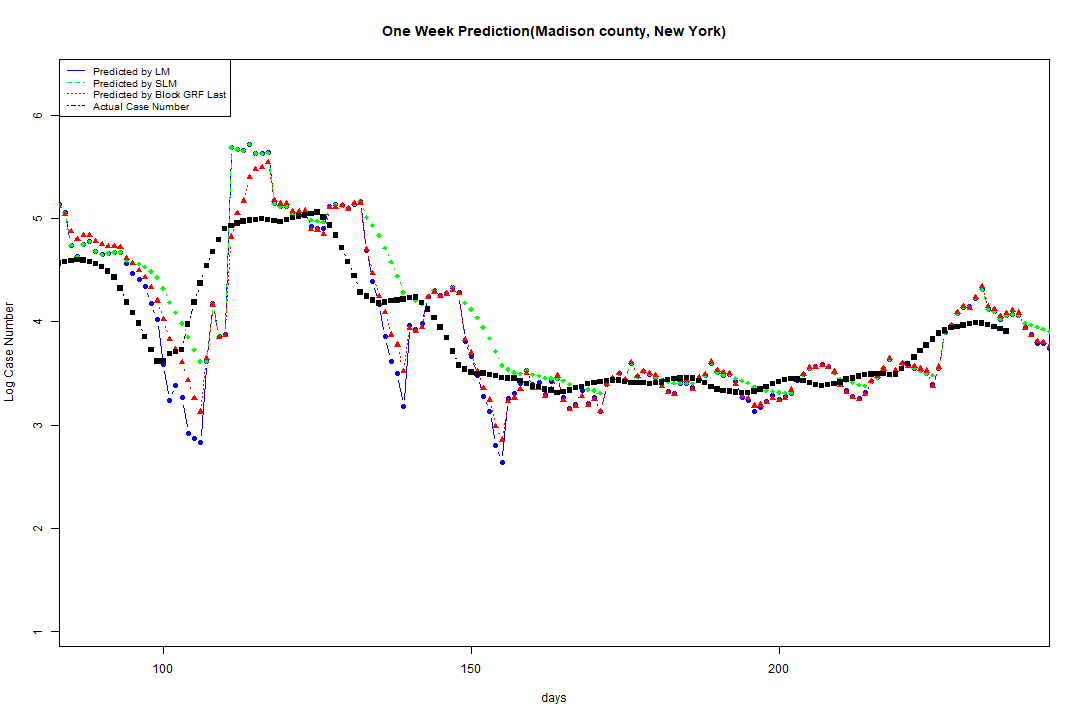 One Week Prediction(Madison county, New York)
Predicted by LM
Predicted by SLM
Predicted by Block GRF Last
Actual Case Number
Log Case Number
6
5
4
3
2
1
100 150 200
days